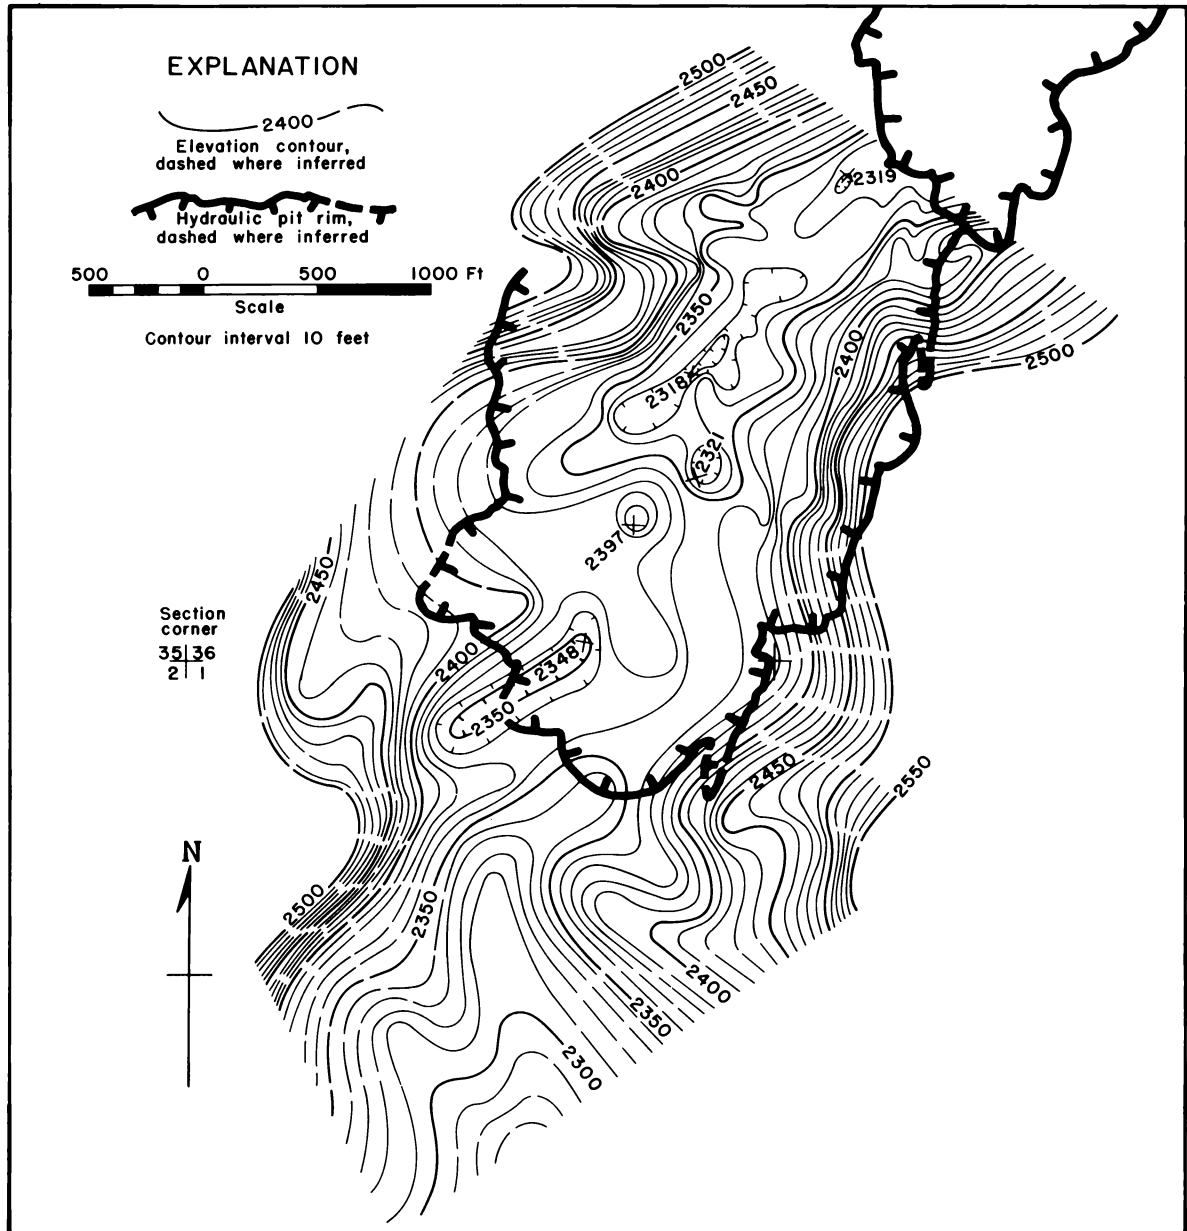 EXPLANATION
2400
Elevation contour,
dashed where inferred
Hydraulic pit rim,
dashed where inferred
500 0 500 1000 Ft
Scale
Contour interval 10 feet
2500
2450
2400
2319
2350
2400
2500
2318
2321
2397
2450
Section
corner
35 36
2 1
2400
2348
2350
2450
2550
N
2500
2350
2400
2350
2300